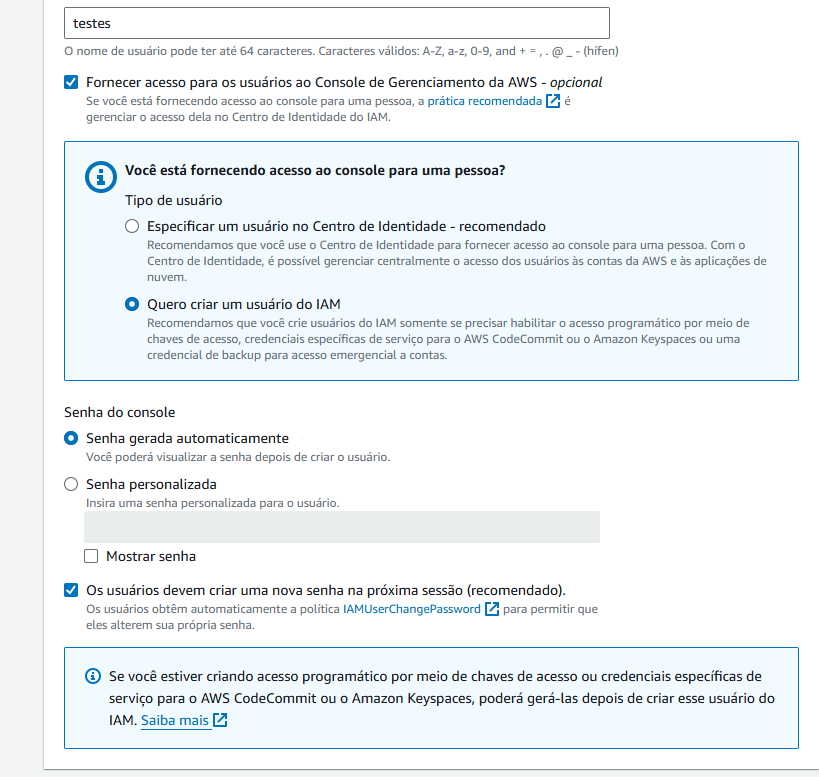 testes
O nome de usuário pode ter até 64 caracteres. Caracteres válidos: A-Z, a-z, 0-9, and + = , . @ _ - (hífen)
Fornecer acesso para os usuários ao Console de Gerenciamento da AWS - opcional
Se você está fornecendo acesso ao console para uma pessoa, a prática recomendada é
gerenciar o acesso dela no Centro de Identidade do IAM.
Você está fornecendo acesso ao console para uma pessoa?
Tipo de usuário
Especificar um usuário no Centro de Identidade - recomendado
Recomendamos que você use o Centro de Identidade para fornecer acesso ao console para uma pessoa. Com o
Centro de Identidade, é possível gerenciar centralmente o acesso dos usuários às contas da AWS e às aplicações de
nuvem.
Quero criar um usuário do IAM
Recomendamos que você crie usuários do IAM somente se precisar habilitar o acesso programático por meio de
chaves de acesso, credenciais específicas de serviço para o AWS CodeCommit ou o Amazon Keyspaces ou uma
credencial de backup para acesso emergencial a contas.
Senha do console
Senha gerada automaticamente
Você poderá visualizar a senha depois de criar o usuário.
Senha personalizada
Insira uma senha personalizada para o usuário.
Mostrar senha
Os usuários devem criar uma nova senha na próxima sessão (recomendado).
Os usuários obtêm automaticamente a política IAMUserChangePassword para permitir que
eles alterem sua própria senha.
Se você estiver criando acesso programático por meio de chaves de acesso ou credenciais específicas de
serviço para o AWS CodeCommit ou o Amazon Keyspaces, poderá gerá-las depois de criar esse usuário do
IAM. Saiba mais